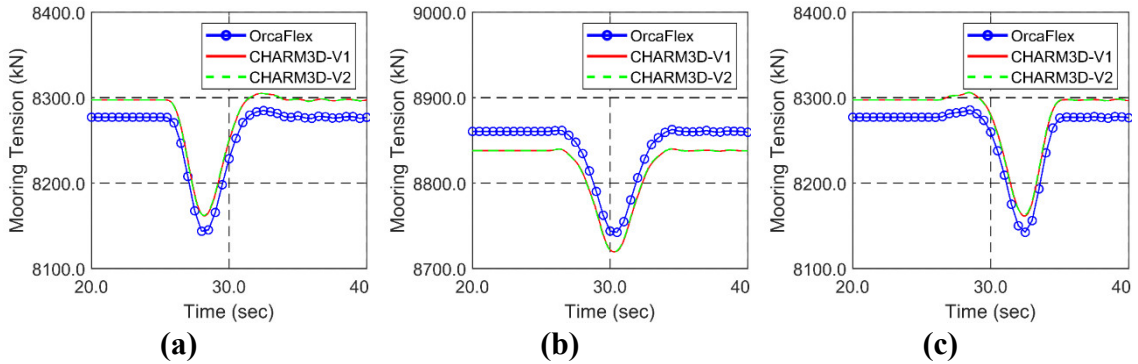 8400.0
8300.0
8200.0
8100.0
Mooring Tension (kN)
OrcaFlex
CHARM3D-V1
CHARM3D-V2
20.0
30.0
40
Time (sec)
(a)
9000.0
8900.0
8800.0
8700.0
Mooring Tension (kN)
OrcaFlex
CHARM3D-V1
CHARM3D-V2
20.0
30.0
40
Time (sec)
(b)
8400.0
8300.0
8200.0
8100.0
Mooring Tension (kN)
OrcaFlex
CHARM3D-V1
CHARM3D-V2
20.0
30.0
40
Time (sec)
(c)